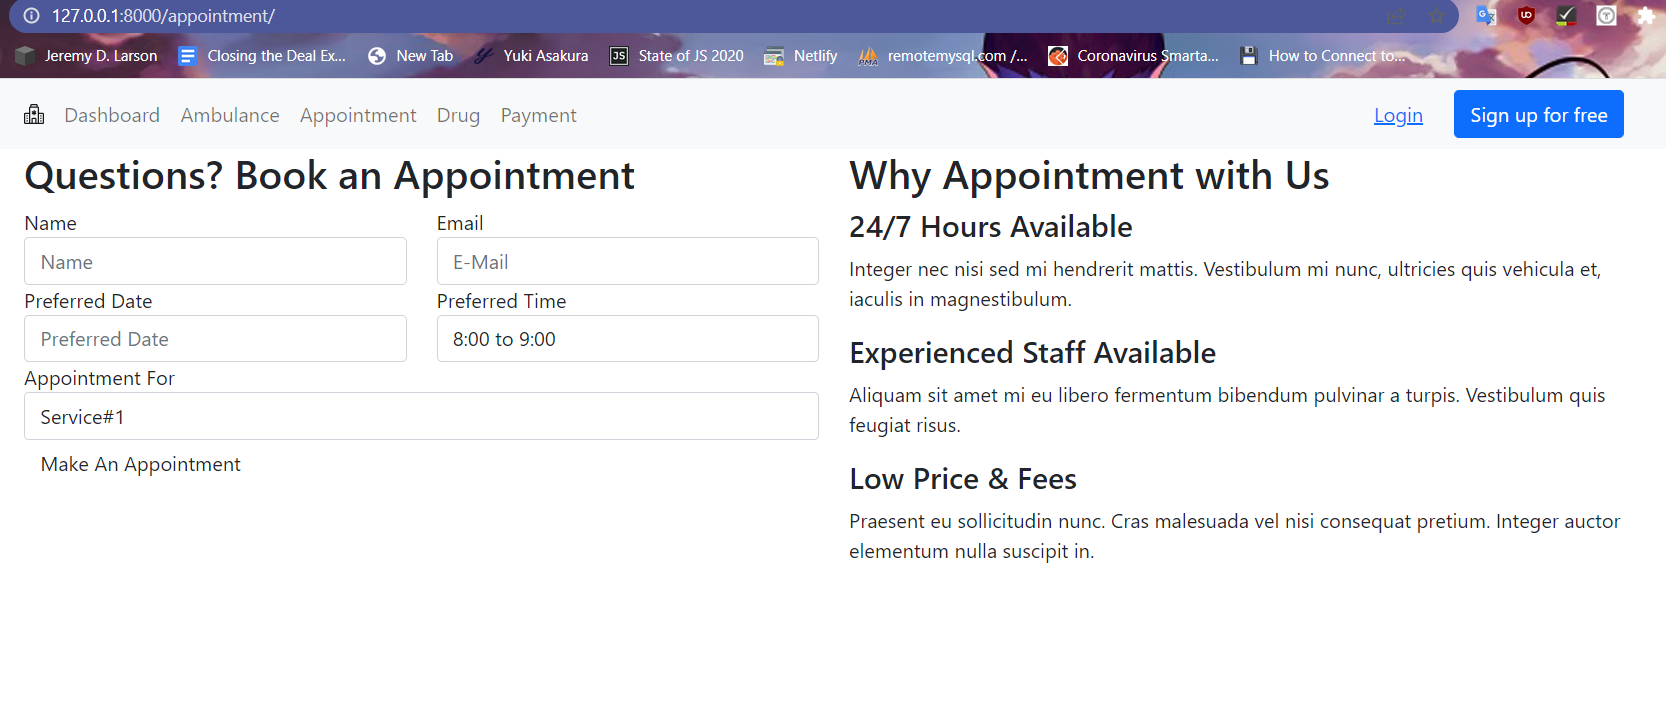 127.0.0.1:8000/appointment/
Jeremy D. Larson Closing the Deal Ex... New Tab Yuki Asakura JS State of JS 2020 Netlify PMA remotemysql.com /... Coronavirus Smarta... How to Connect to...
Dashboard Ambulance Appointment Drug Payment Login Sign up for free
Questions? Book an Appointment
Name Email
Name E-Mail
Preferred Date Preferred Time
Preferred Date 8:00 to 9:00
Appointment For
Service#1
Make An Appointment
Why Appointment with Us
24/7 Hours Available
Integer nec nisi sed mi hendrerit mattis. Vestibulum mi nunc, ultricies quis vehicula et,
iaculis in magnestibulum.
Experienced Staff Available
Aliquam sit amet mi eu libero fermentum bibendum pulvinar a turpis. Vestibulum quis
feugiat risus.
Low Price & Fees
Praesent eu sollicitudin nunc. Cras malesuada vel nisi consequat pretium. Integer auctor
elementum nulla suscipit in.